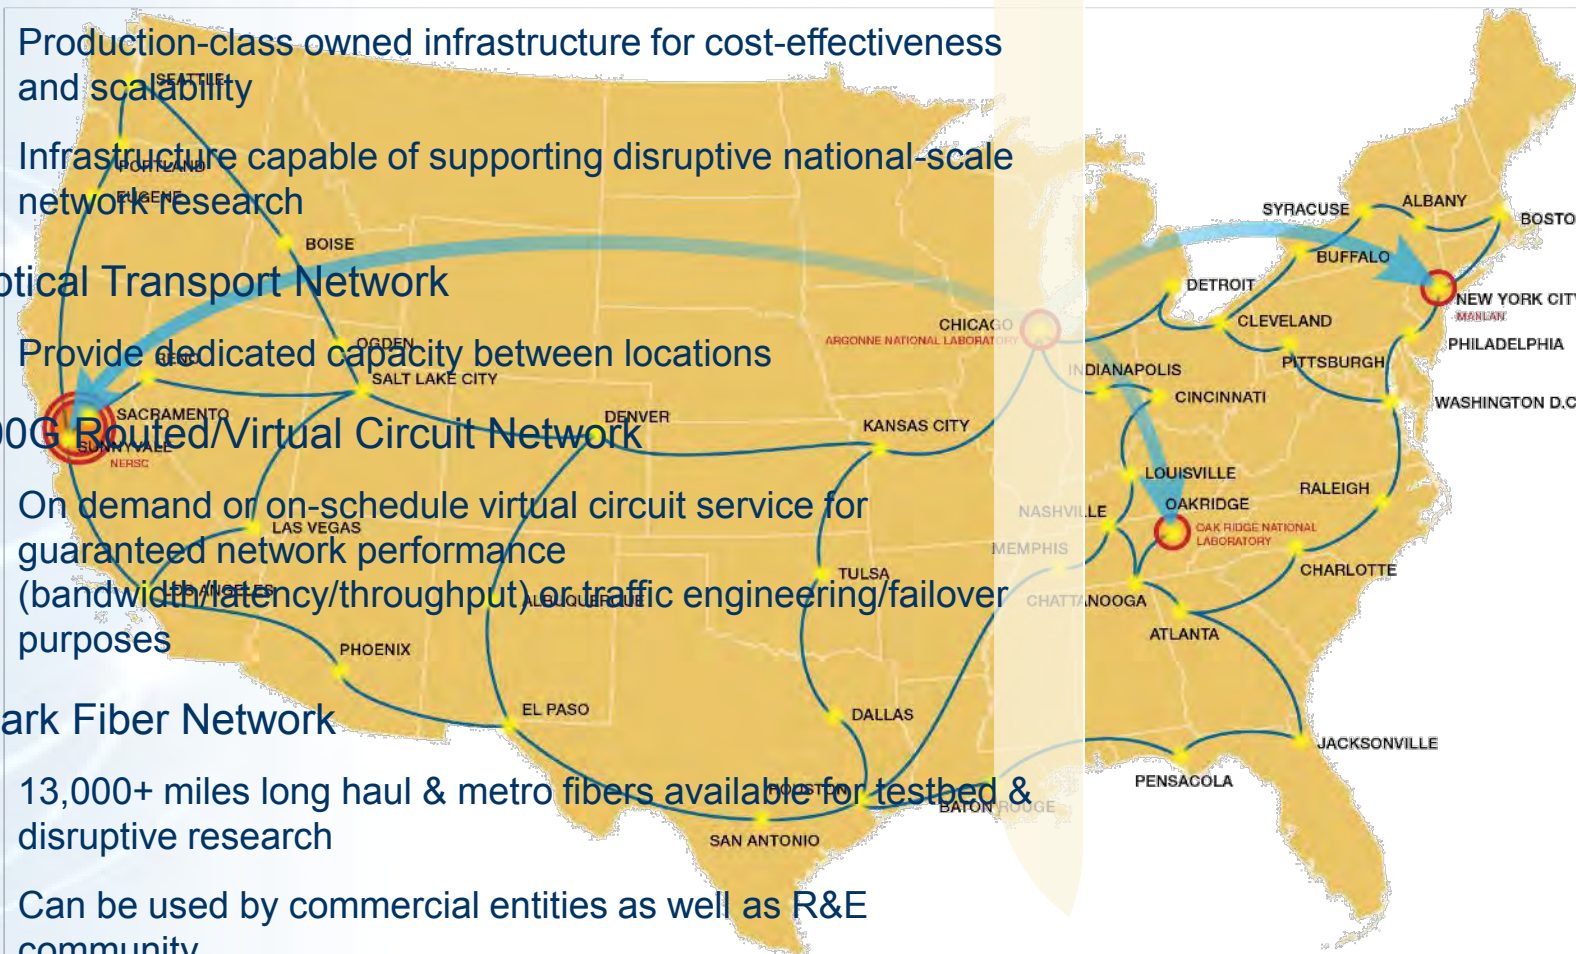 Production-class owned infrastructure for cost-effectiveness
and scalability
Infrastructure capable of supporting disruptive national-scale
network research
ptical Transport Network
Provide dedicated capacity between locations
00G Routed/Virtual Circuit Network
On demand or on-schedule virtual circuit service for
guaranteed network performance
(bandwidth/latency/throughput) or traffic engineering/failover
purposes
ark Fiber Network
13,000+ miles long haul & metro fibers available for testbed &
disruptive research
Can be used by commercial entities as well as R&E
community
SEATTLE
PORTLAND
EUGENE
BOISE
OGDEN
RENO
SALT LAKE CITY
SACRAMENTO
SUNNYVALE
NERSC
DENVER
KANSAS CITY
LAS VEGAS
LOS ANGELES
ALBUQUERQUE
TULSA
PHOENIX
EL PASO
DALLAS
HOUSTON
SAN ANTONIO
BATON ROUGE
CHICAGO
ARGONNE NATIONAL LABORATORY
INDIANAPOLIS
CINCINNATI
LOUISVILLE
NASHVILLE
MEMPHIS
CHATTANOOGA
OAKRIDGE
OAK RIDGE NATIONAL
LABORATORY
ATLANTA
CHARLOTTE
RALEIGH
JACKSONVILLE
PENSACOLA
DETROIT
CLEVELAND
PITTSBURGH
BUFFALO
SYRACUSE
ALBANY
BOSTO
NEW YORK CITY
MANLAN
PHILADELPHIA
WASHINGTON D.C